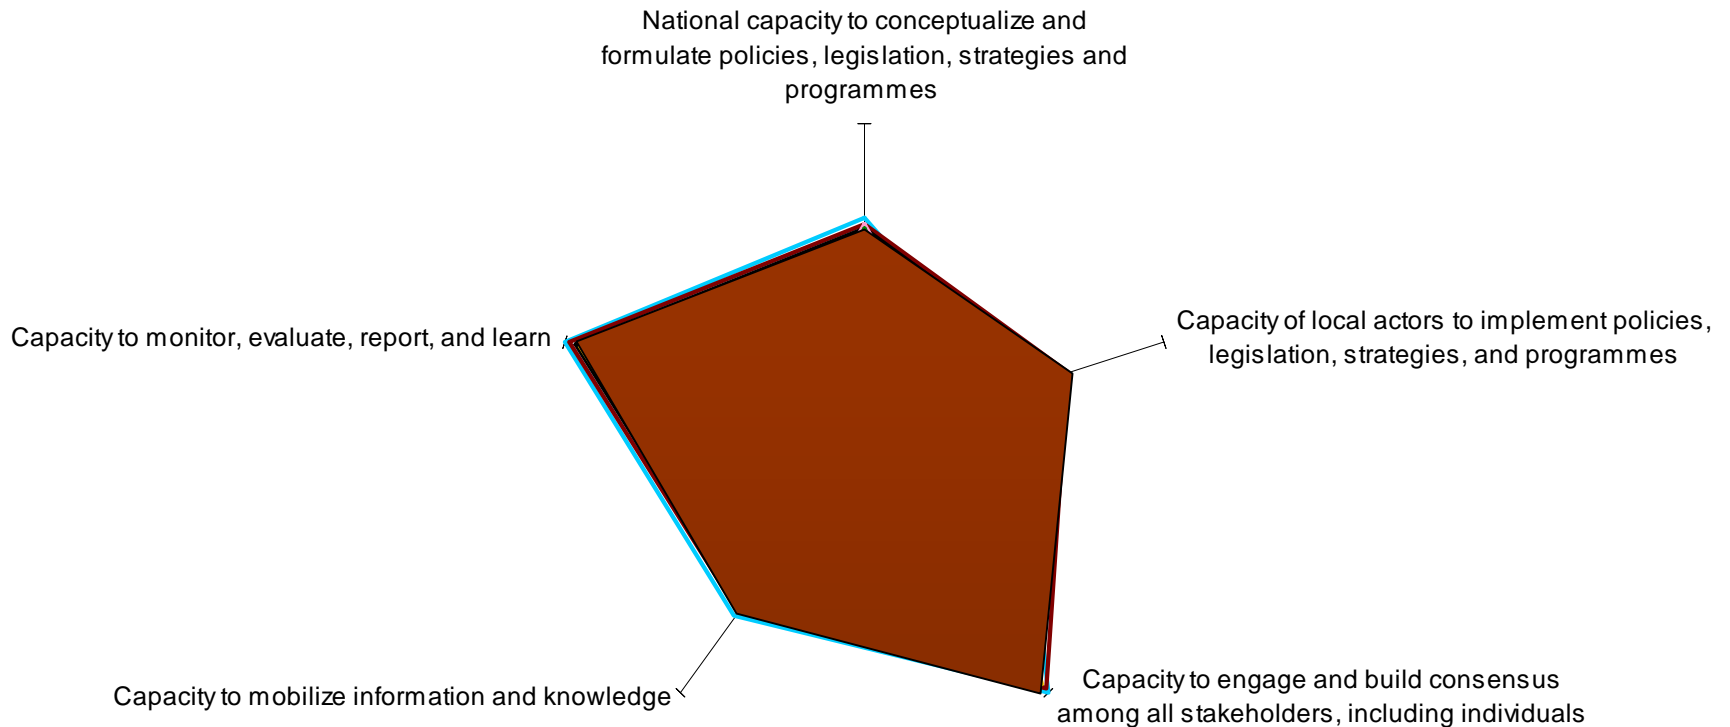 National capacity to conceptualize and
formulate policies, legislation, strategies and
programmes
Capacity of local actors to implement policies,
legislation, strategies, and programmes
Capacity to engage and build consensus
among all stakeholders, including individuals
Capacity to mobilize information and knowledge
Capacity to monitor, evaluate, report, and learn